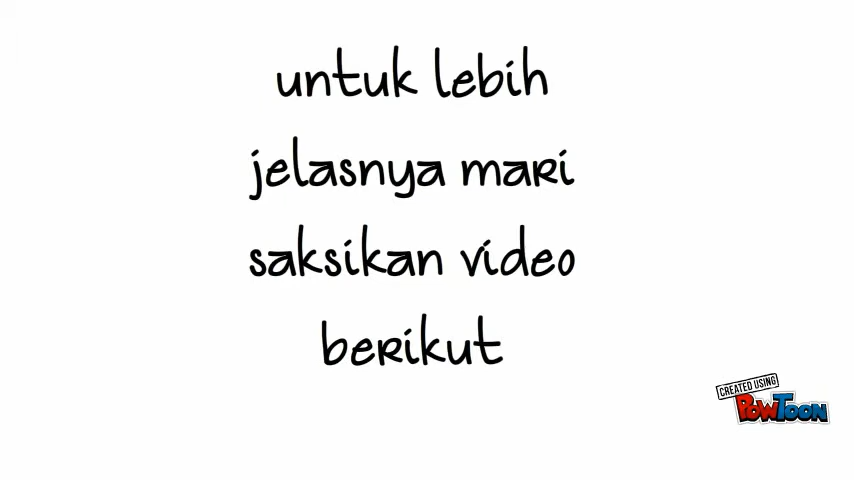 untuk lebih
jelasnya mari
saksikan video
berikut
CREATED USING
POWTOON